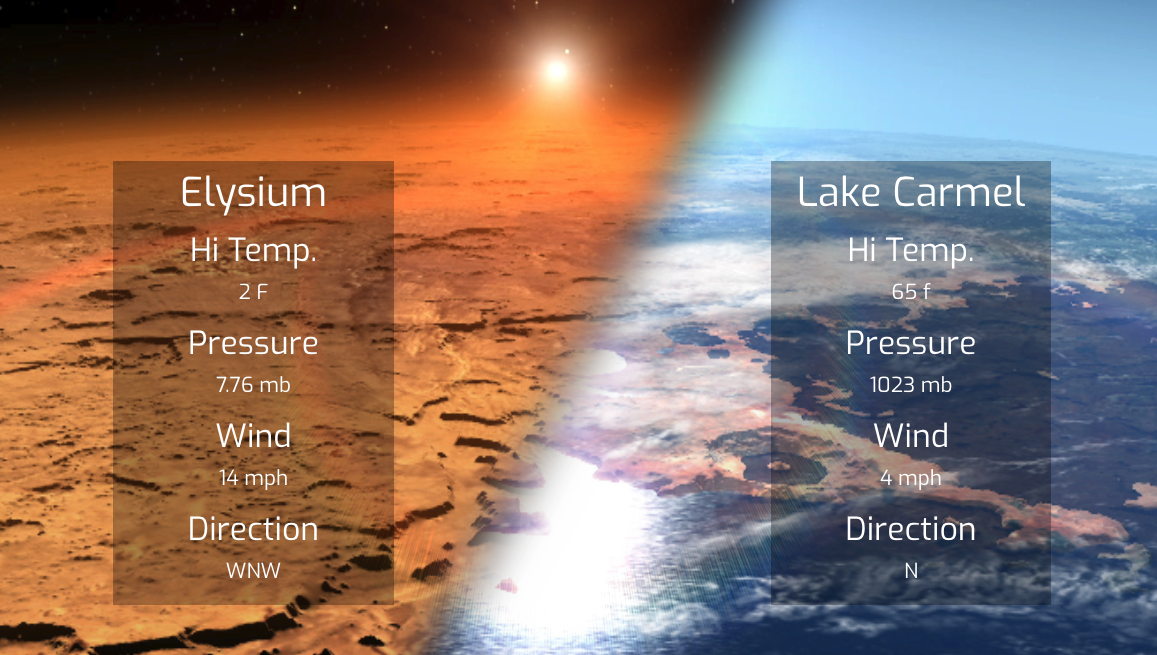 Elysium
Hi Temp.
2 F
Pressure
7.76 mb
Wind
14 mph
Direction
WNW
Lake Carmel
Hi Temp.
65 f
Pressure
1023 mb
Wind
4 mph
Direction
N